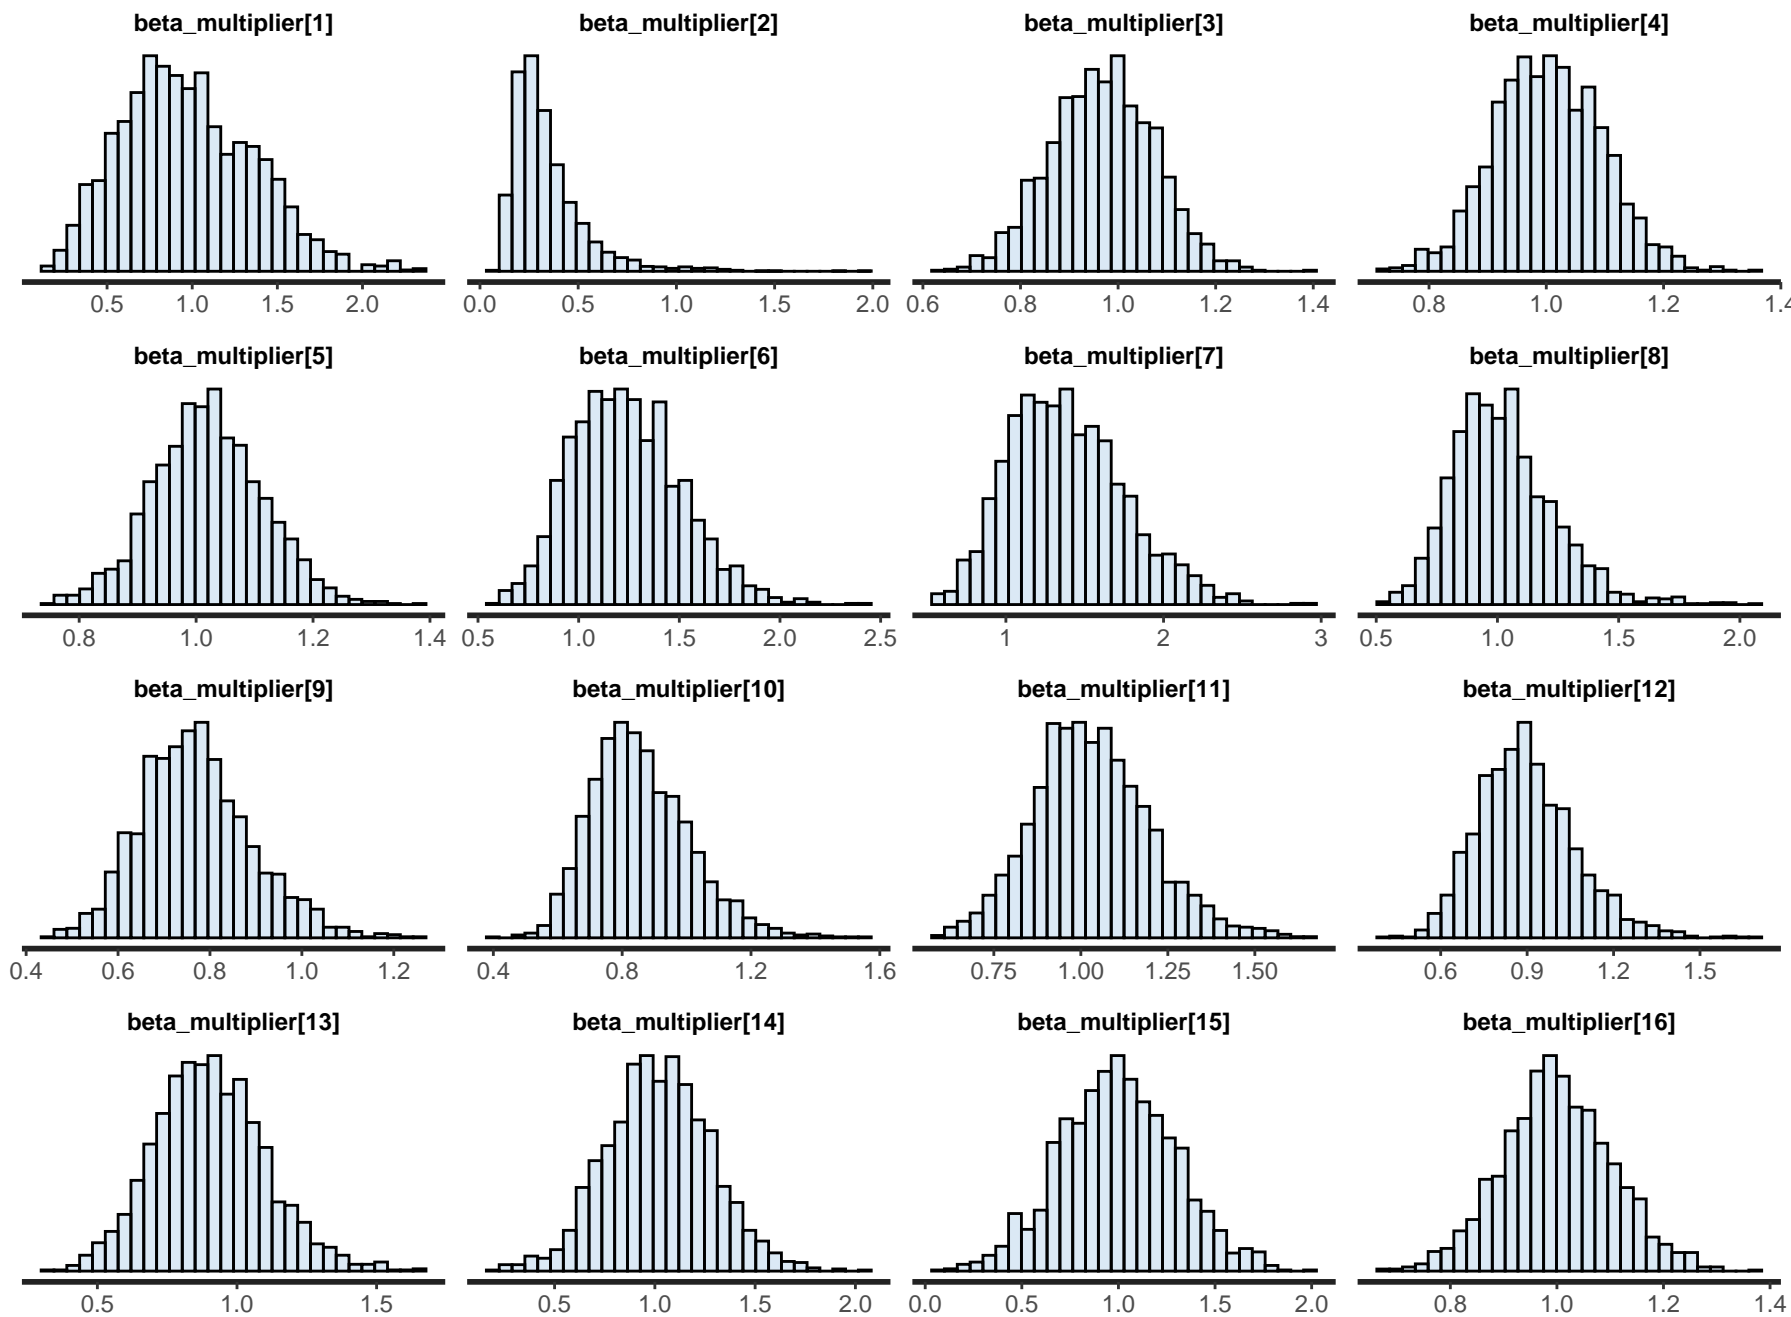 beta_multiplier[1] beta_multiplier[2] beta_multiplier[3] beta_multiplier[4]
0.5 1.0 1.5 2.0 0.0 0.5 1.0 1.5 2.0 0.6 0.8 1.0 1.2 1.4 0.8 1.0 1.2 1.4
beta_multiplier[5] beta_multiplier[6] beta_multiplier[7] beta_multiplier[8]
0.8 1.0 1.2 1.4 0.5 1.0 1.5 2.0 2.5 1 2 3 0.5 1.0 1.5 2.0
beta_multiplier[9] beta_multiplier[10] beta_multiplier[11] beta_multiplier[12]
0.4 0.6 0.8 1.0 1.2 0.4 0.8 1.2 1.6 0.75 1.00 1.25 1.50 0.6 0.9 1.2 1.5
beta_multiplier[13] beta_multiplier[14] beta_multiplier[15] beta_multiplier[16]
0.5 1.0 1.5 0.5 1.0 1.5 2.0 0.0 0.5 1.0 1.5 2.0 0.8 1.0 1.2 1.4